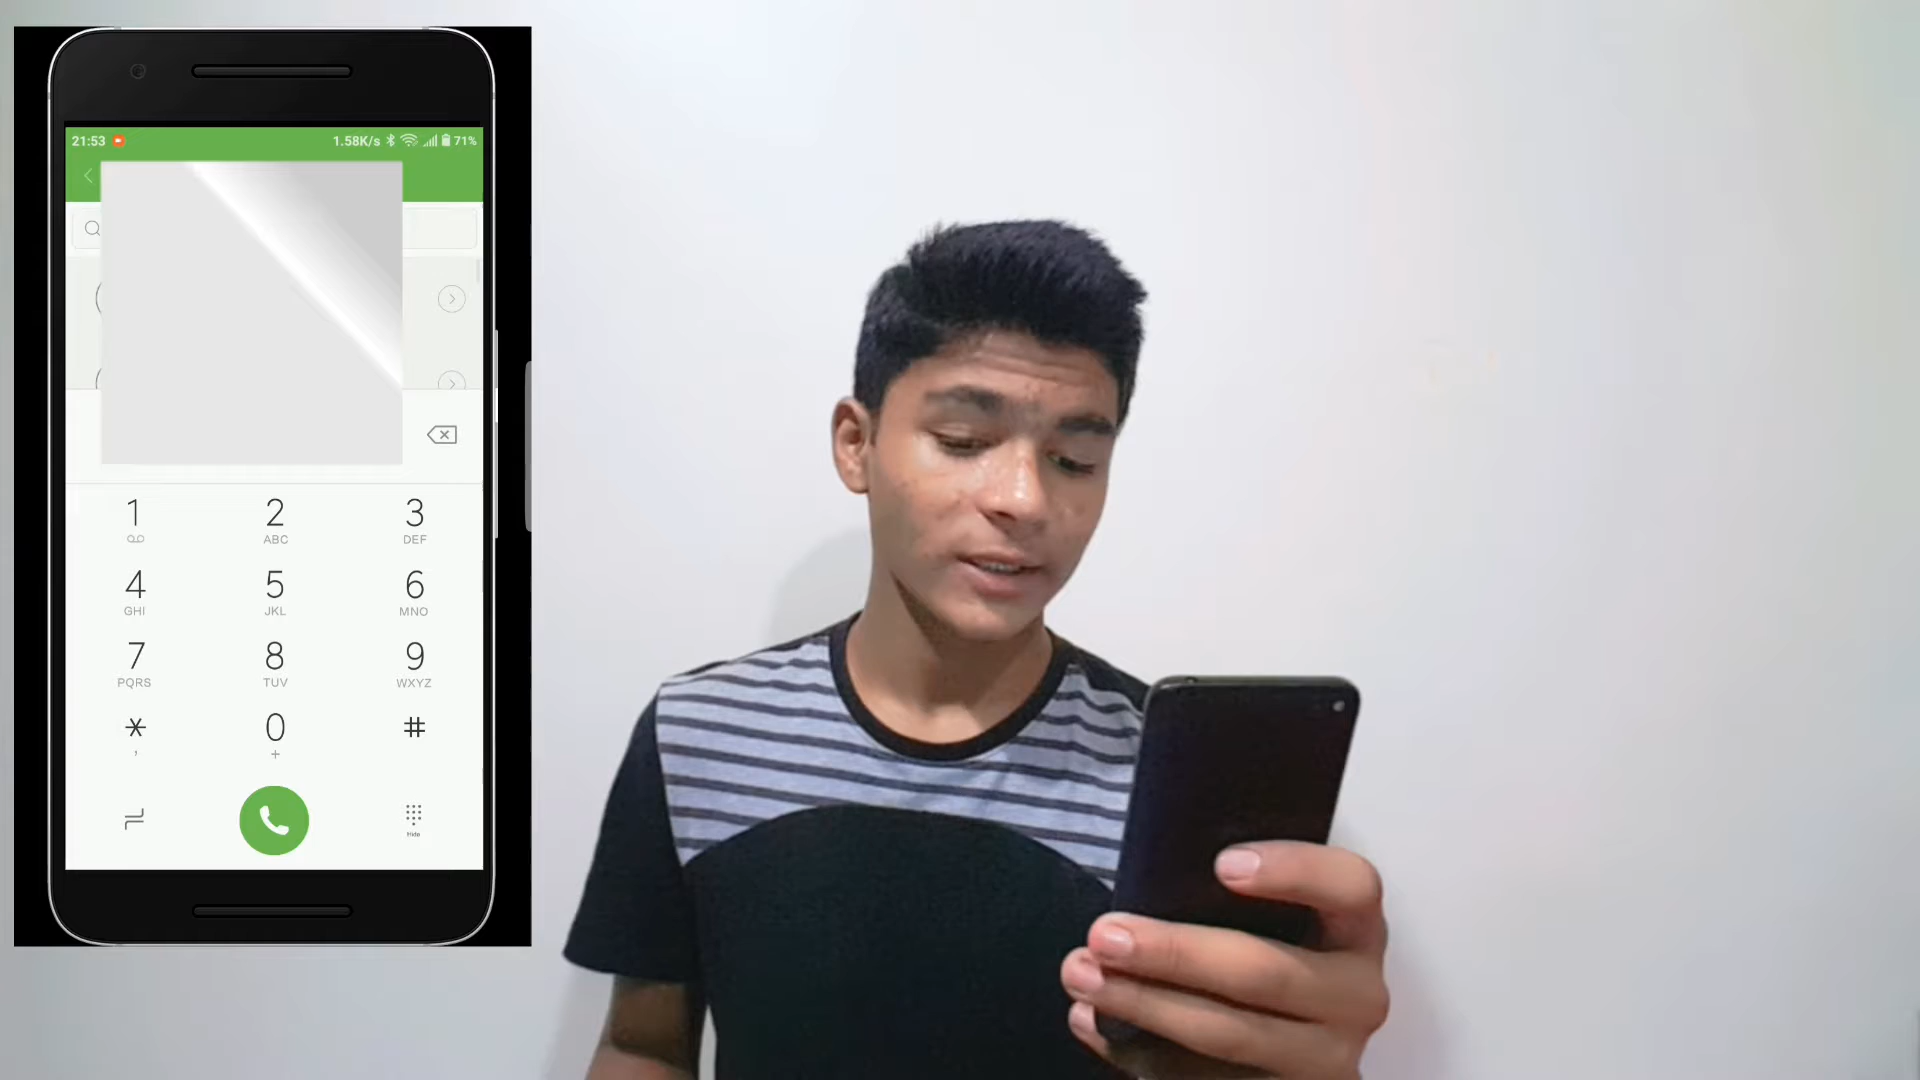 21:53 1.58K/s 71%
1 2 3
ABC DEF
4 5 6
GHI JKL MNO
7 8 9
PQRS TUV WXYZ
* 0 #
, +
Hide